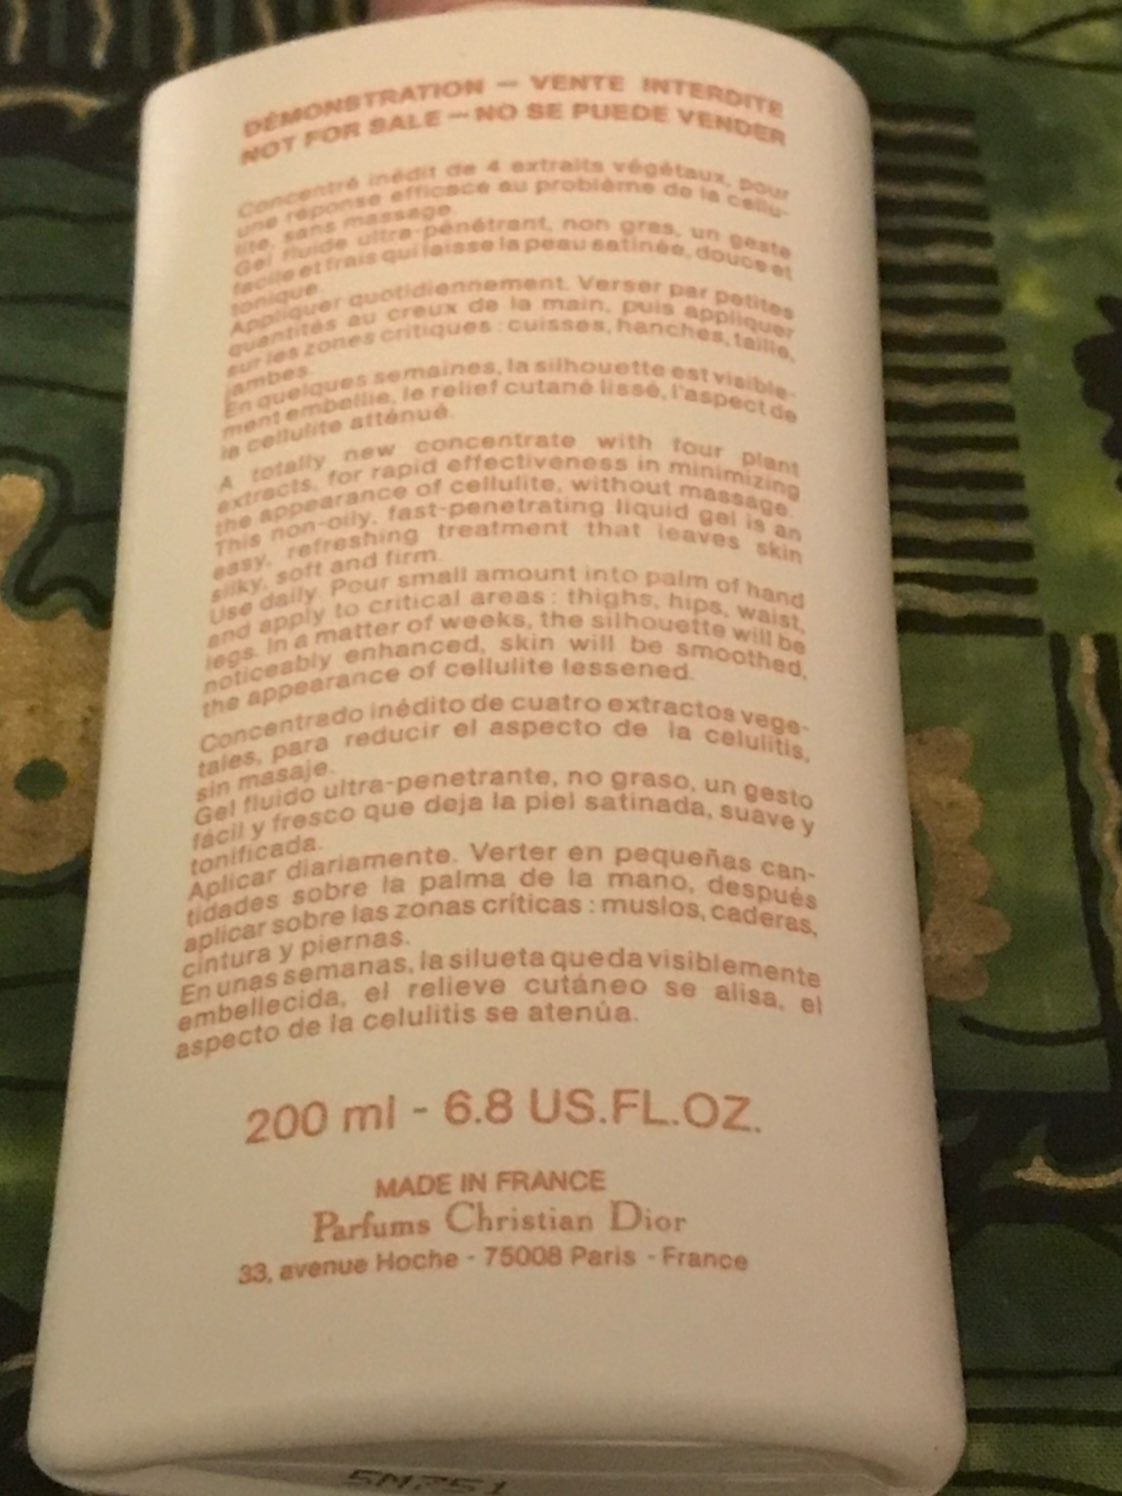 DÉMONSTRATION – VENTE INTERDITE
NOT FOR SALE – NO SE PUEDE VENDER
Concentré inédit de 4 extraits végétaux, pour
une réponse efficace au problème de la cellu-
lite, sans massage.
Gel fluide ultra-pénétrant, non gras, un geste
facile et frais qui laisse la peau satinée, douce et
tonique.
Appliquer quotidiennement. Verser par petites
quantités au creux de la main, puis appliquer
sur les zones critiques : cuisses, hanches, taille,
jambes.
En quelques semaines, la silhouette est visible-
ment embellie, le relief cutané lissé, l'aspect de
la cellulite atténué.
A totally new concentrate with four plant
extracts, for rapid effectiveness in minimizing
the appearance of cellulite, without massage.
This non-oily, fast-penetrating liquid gel is an
easy, refreshing treatment that leaves skin
silky, soft and firm.
Use daily. Pour small amount into palm of hand
and apply to critical areas : thighs, hips, waist,
legs. In a matter of weeks, the silhouette will be
noticeably enhanced, skin will be smoothed,
the appearance of cellulite lessened.
Concentrado inédito de cuatro extractos vege-
tales, para reducir el aspecto de la celulitis,
sin masaje.
Gel fluido ultra-penetrante, no graso, un gesto
fácil y fresco que deja la piel satinada, suave y
tonificada.
Aplicar diariamente. Verter en pequeñas can-
tidades sobre la palma de la mano, después
aplicar sobre las zonas críticas : muslos, caderas,
cintura y piernas.
En unas semanas, la silueta queda visiblemente
embellecida, el relieve cutáneo se alisa, el
aspecto de la celulitis se atenúa.
200 ml - 6.8 US.FL.OZ.
MADE IN FRANCE
Parfums Christian Dior
33, avenue Hoche - 75008 Paris - France
5M751